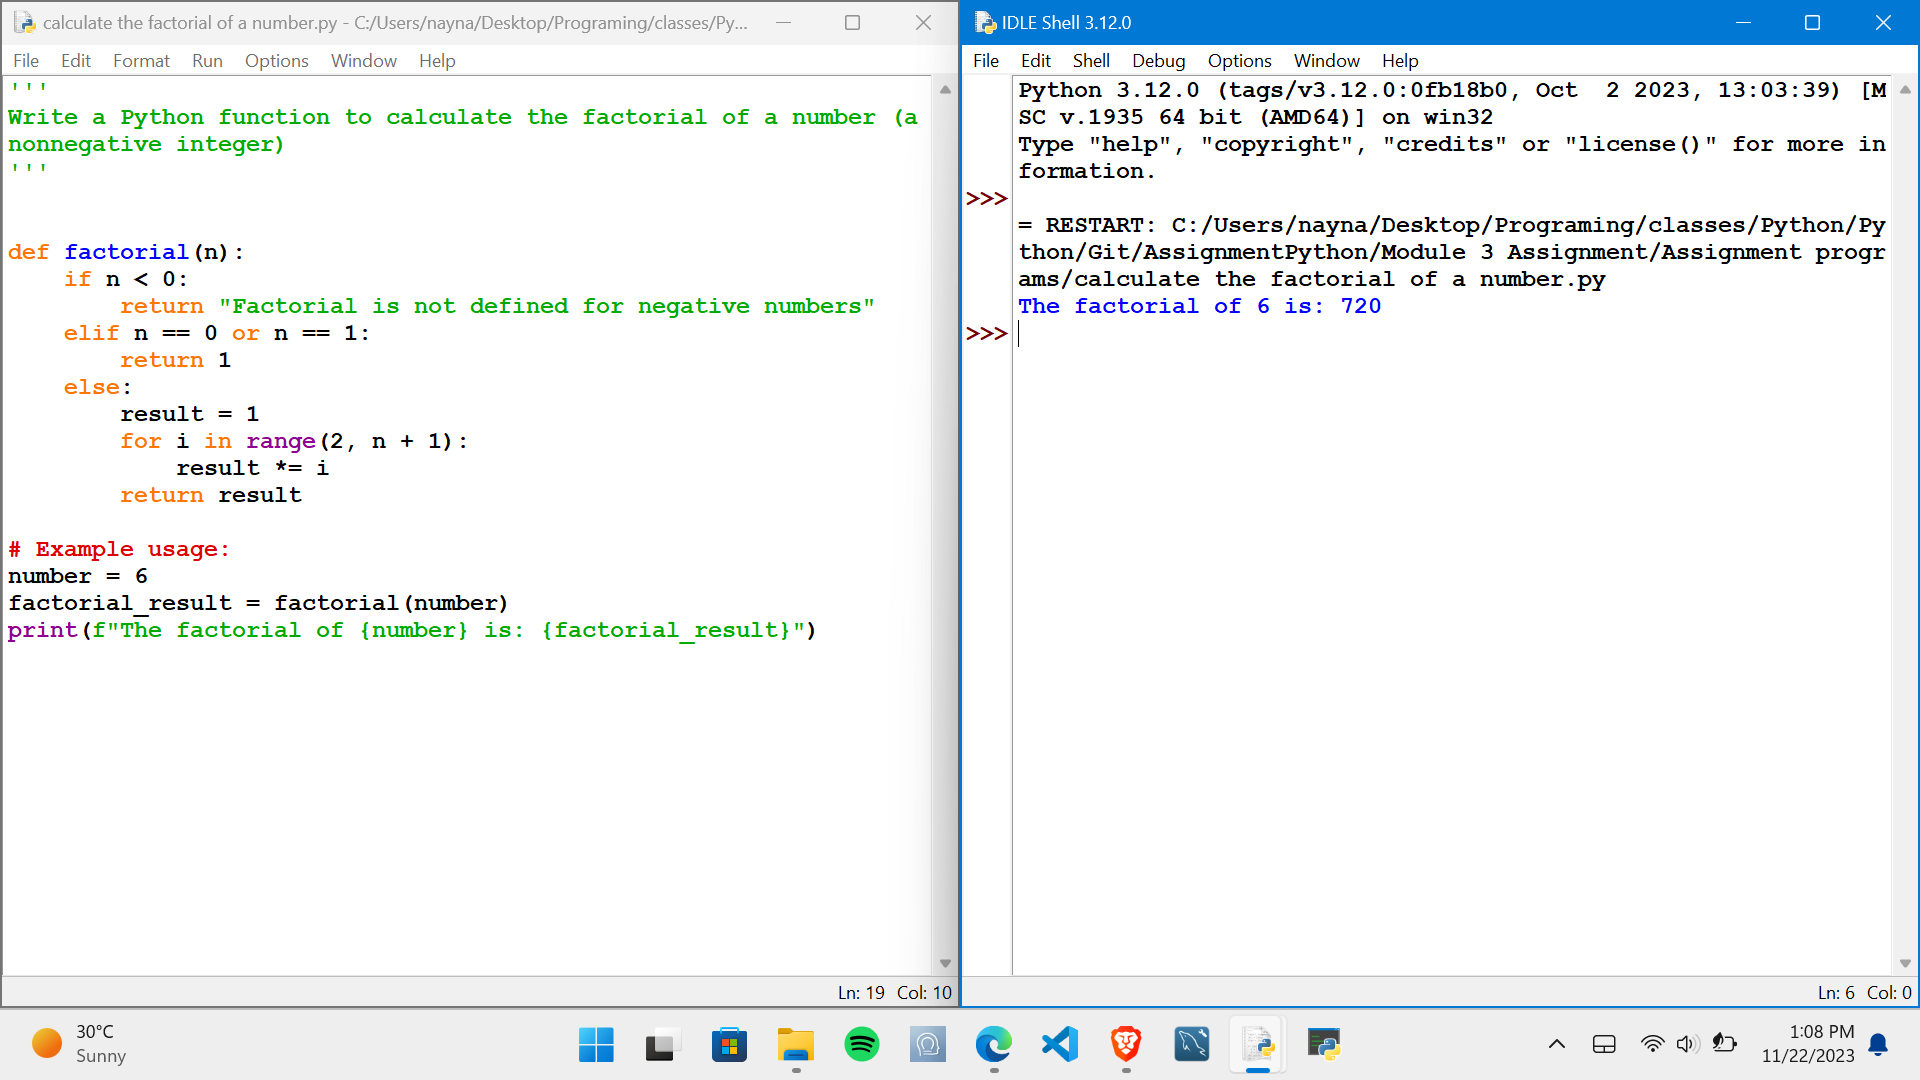 calculate the factorial of a number.py - C:/Users/nayna/Desktop/Programing/classes/Py...
File Edit Format Run Options Window Help
'''
Write a Python function to calculate the factorial of a number (a
nonnegative integer)
'''
def factorial(n):
    if n < 0:
        return "Factorial is not defined for negative numbers"
    elif n == 0 or n == 1:
        return 1
    else:
        result = 1
        for i in range(2, n + 1):
            result *= i
        return result
# Example usage:
number = 6
factorial_result = factorial(number)
print(f"The factorial of {number} is: {factorial_result}")
Ln: 19 Col: 10
IDLE Shell 3.12.0
File Edit Shell Debug Options Window Help
Python 3.12.0 (tags/v3.12.0:0fb18b0, Oct  2 2023, 13:03:39) [M
SC v.1935 64 bit (AMD64)] on win32
Type "help", "copyright", "credits" or "license()" for more in
formation.
>>>
= RESTART: C:/Users/nayna/Desktop/Programing/classes/Python/Py
thon/Git/AssignmentPython/Module 3 Assignment/Assignment progr
ams/calculate the factorial of a number.py
The factorial of 6 is: 720
>>>
Ln: 6 Col: 0
30°C
Sunny
1:08 PM
11/22/2023